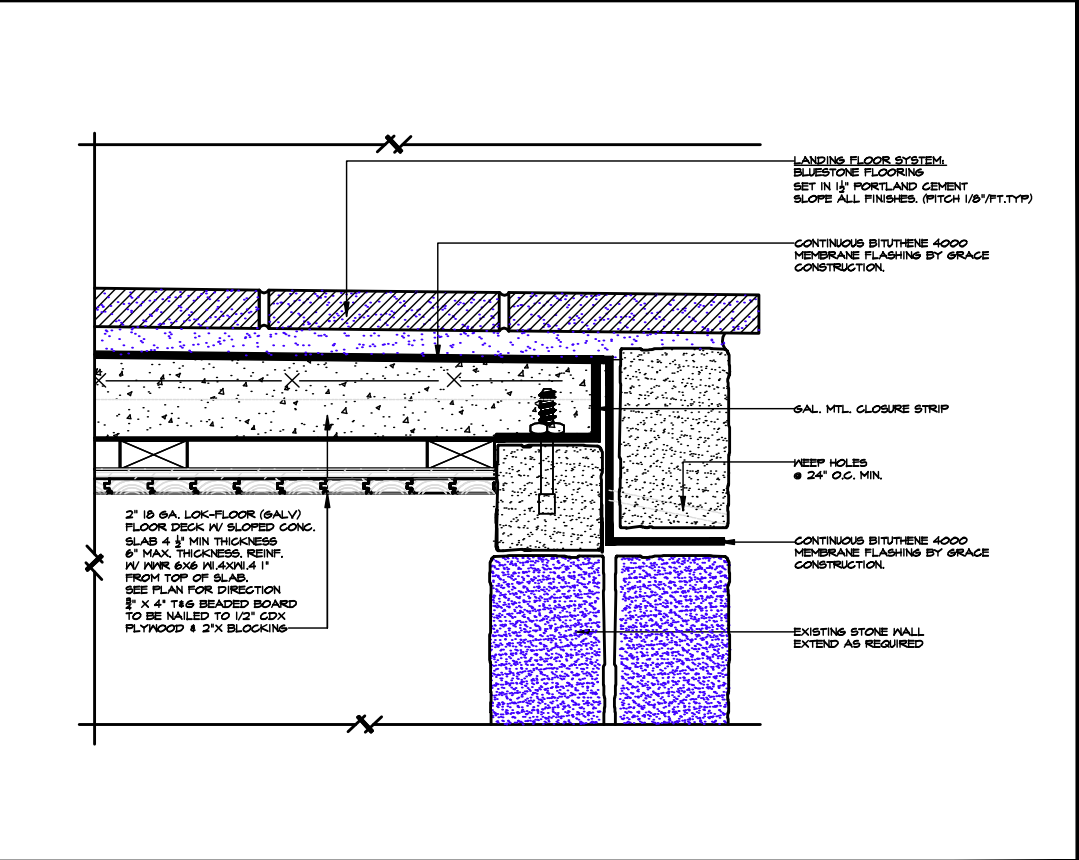 LANDING FLOOR SYSTEM:
BLUESTONE FLOORING
SET IN 1½" PORTLAND CEMENT
SLOPE ALL FINISHES. (PITCH 1/8"/FT.TYP)
CONTINUOUS BITUTHENE 4000
MEMBRANE FLASHING BY GRACE
CONSTRUCTION.
GAL. MTL. CLOSURE STRIP
WEEP HOLES
@ 24" O.C. MIN.
2" 18 GA. LOK-FLOOR (GALV)
FLOOR DECK W/ SLOPED CONC.
SLAB 4 ½" MIN THICKNESS
6" MAX. THICKNESS. REINF.
W/ WWR 6X6 W1.4XW1.4 1"
FROM TOP OF SLAB.
SEE PLAN FOR DIRECTION
X 4" T&G BEADED BOARD
TO BE NAILED TO 1/2" CDX
PLYWOOD & 2"X BLOCKING
CONTINUOUS BITUTHENE 4000
MEMBRANE FLASHING BY GRACE
CONSTRUCTION.
EXISTING STONE WALL
EXTEND AS REQUIRED